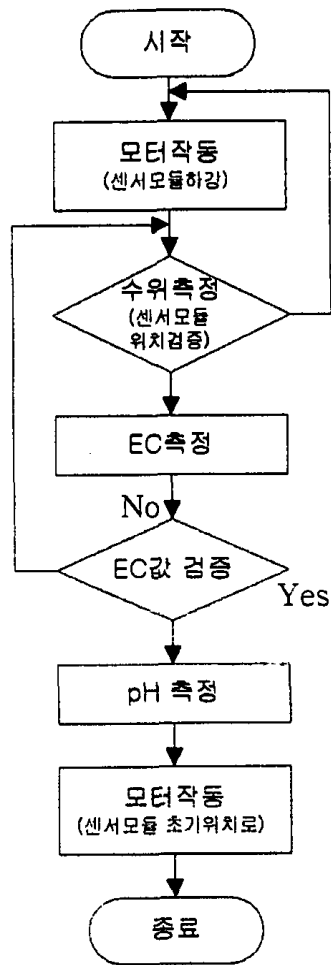 시작
모터작동
(센서모듈하강)
수위측정
(센서모듈
위치검증)
EC측정
No
EC값 검증
Yes
pH 측정
모터작동
(센서모듈 초기위치로)
종료